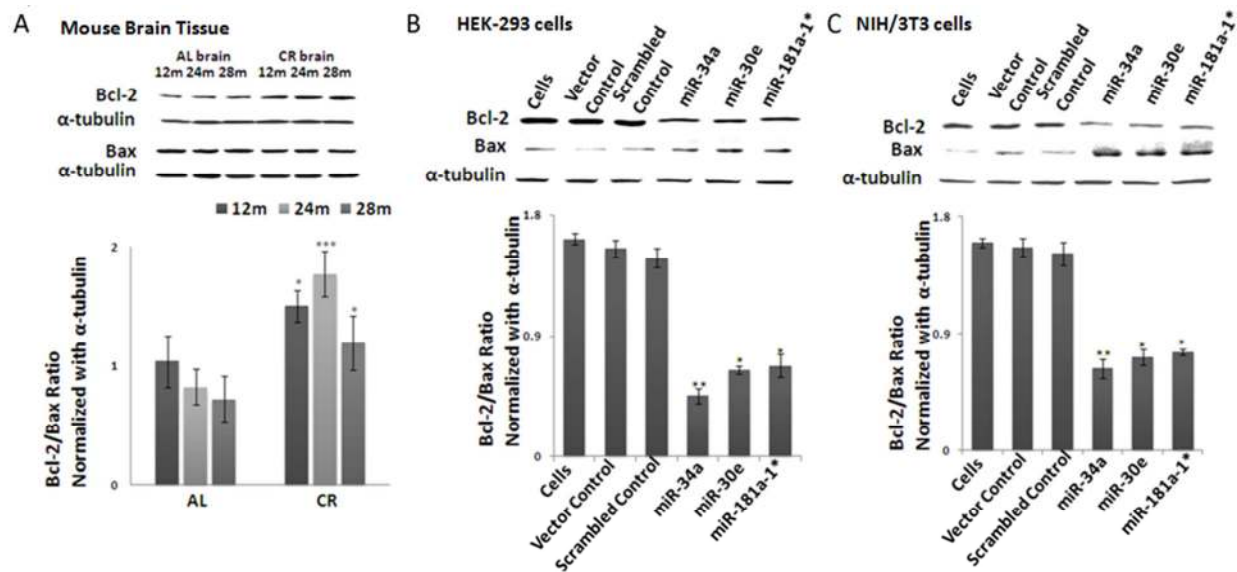 A Mouse Brain Tissue
AL brain CR brain
12m 24m 28m 12m 24m 28m
Bcl-2
α-tubulin
Bax
α-tubulin
12m 24m 28m
Bcl-2/Bax Ratio
Normalized with α-tubulin
2
1
1
AL CR
* *** *
B HEK-293 cells
Cells
Vector
Control
Scrambled
Control
miR-34a
miR-30e
miR-181a-1*
Bcl-2
Bax
α-tubulin
Bcl-2/Bax Ratio
Normalized with α-tubulin
1.8
0.9
0
** * *
Cells
Vector Control
Scrambled Control
miR-34a
miR-30e
miR-181a-1*
C NIH/3T3 cells
Cells
Vector
Control
Scrambled
Control
miR-34a
miR-30e
miR-181a-1*
Bcl-2
Bax
α-tubulin
Bcl-2/Bax Ratio
Normalized with α-tubulin
1.8
0.9
0
** * *
Cells
Vector Control
Scrambled Control
miR-34a
miR-30e
miR-181a-1*